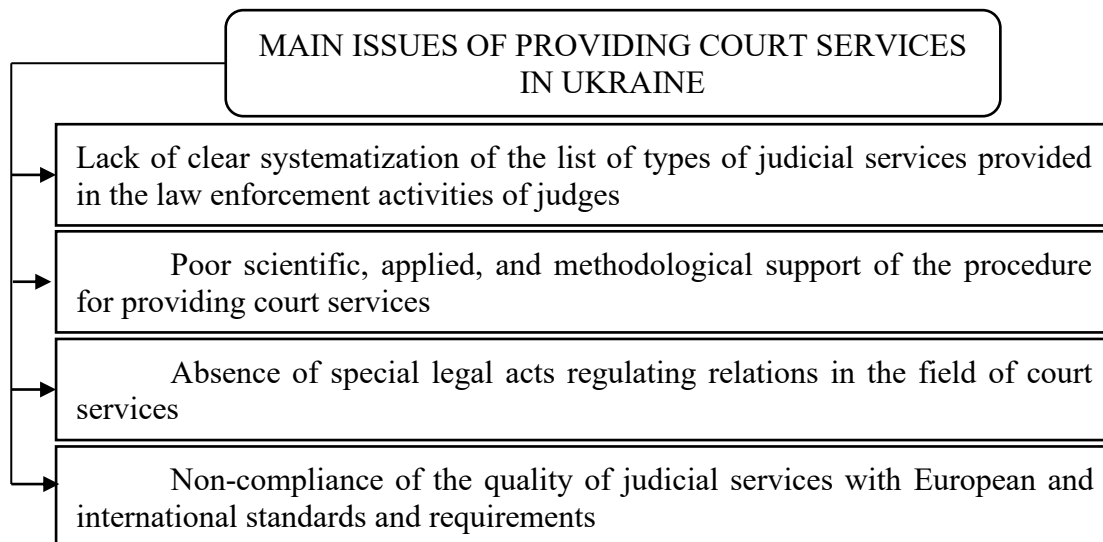 MAIN ISSUES OF PROVIDING COURT SERVICES
IN UKRAINE
Lack of clear systematization of the list of types of judicial services provided
in the law enforcement activities of judges
Poor scientific, applied, and methodological support of the procedure
for providing court services
Absence of special legal acts regulating relations in the field of court
services
Non-compliance of the quality of judicial services with European and
international standards and requirements